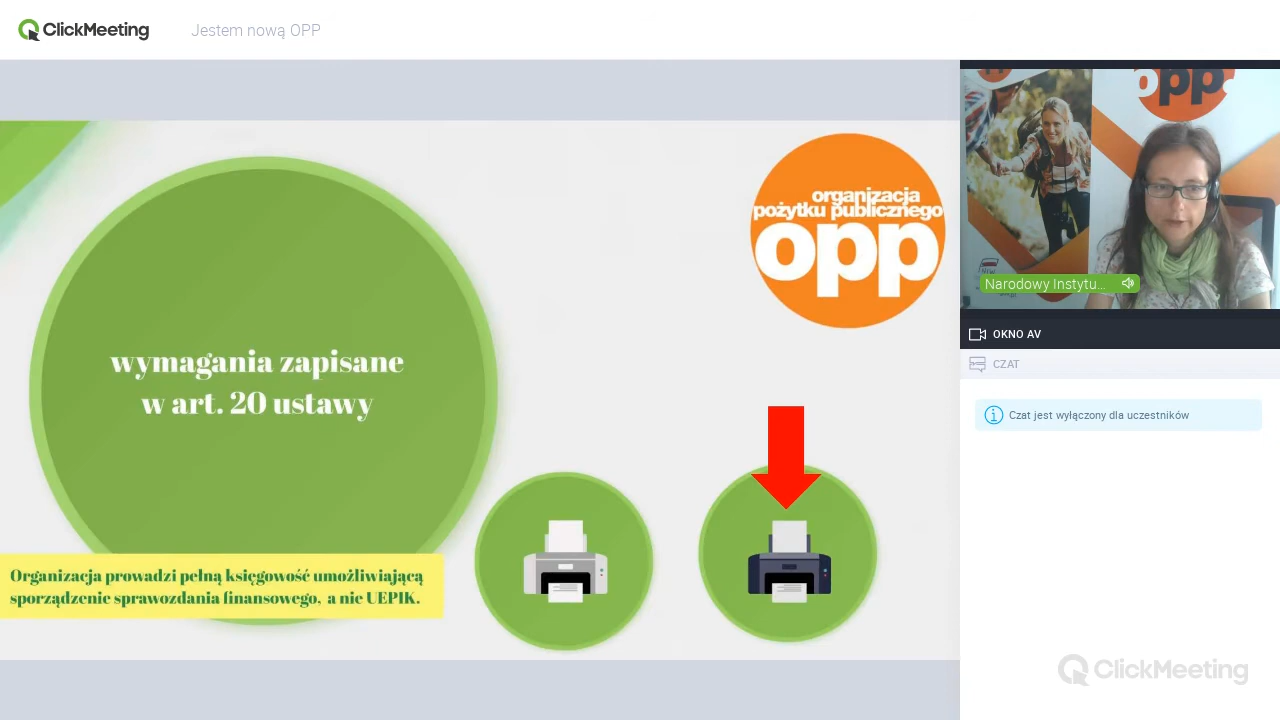 ClickMeeting
Jestem nową OPP
organizacja
pożytku publicznego
opp
wymagania zapisane
w art. 20 ustawy
Organizacja prowadzi pełną księgowość umożliwiającą
sporządzenie sprawozdania finansowego, a nie UEPIK.
opp
Narodowy Instytu...
OKNO AV
CZAT
Czat jest wyłączony dla uczestników
ClickMeeting